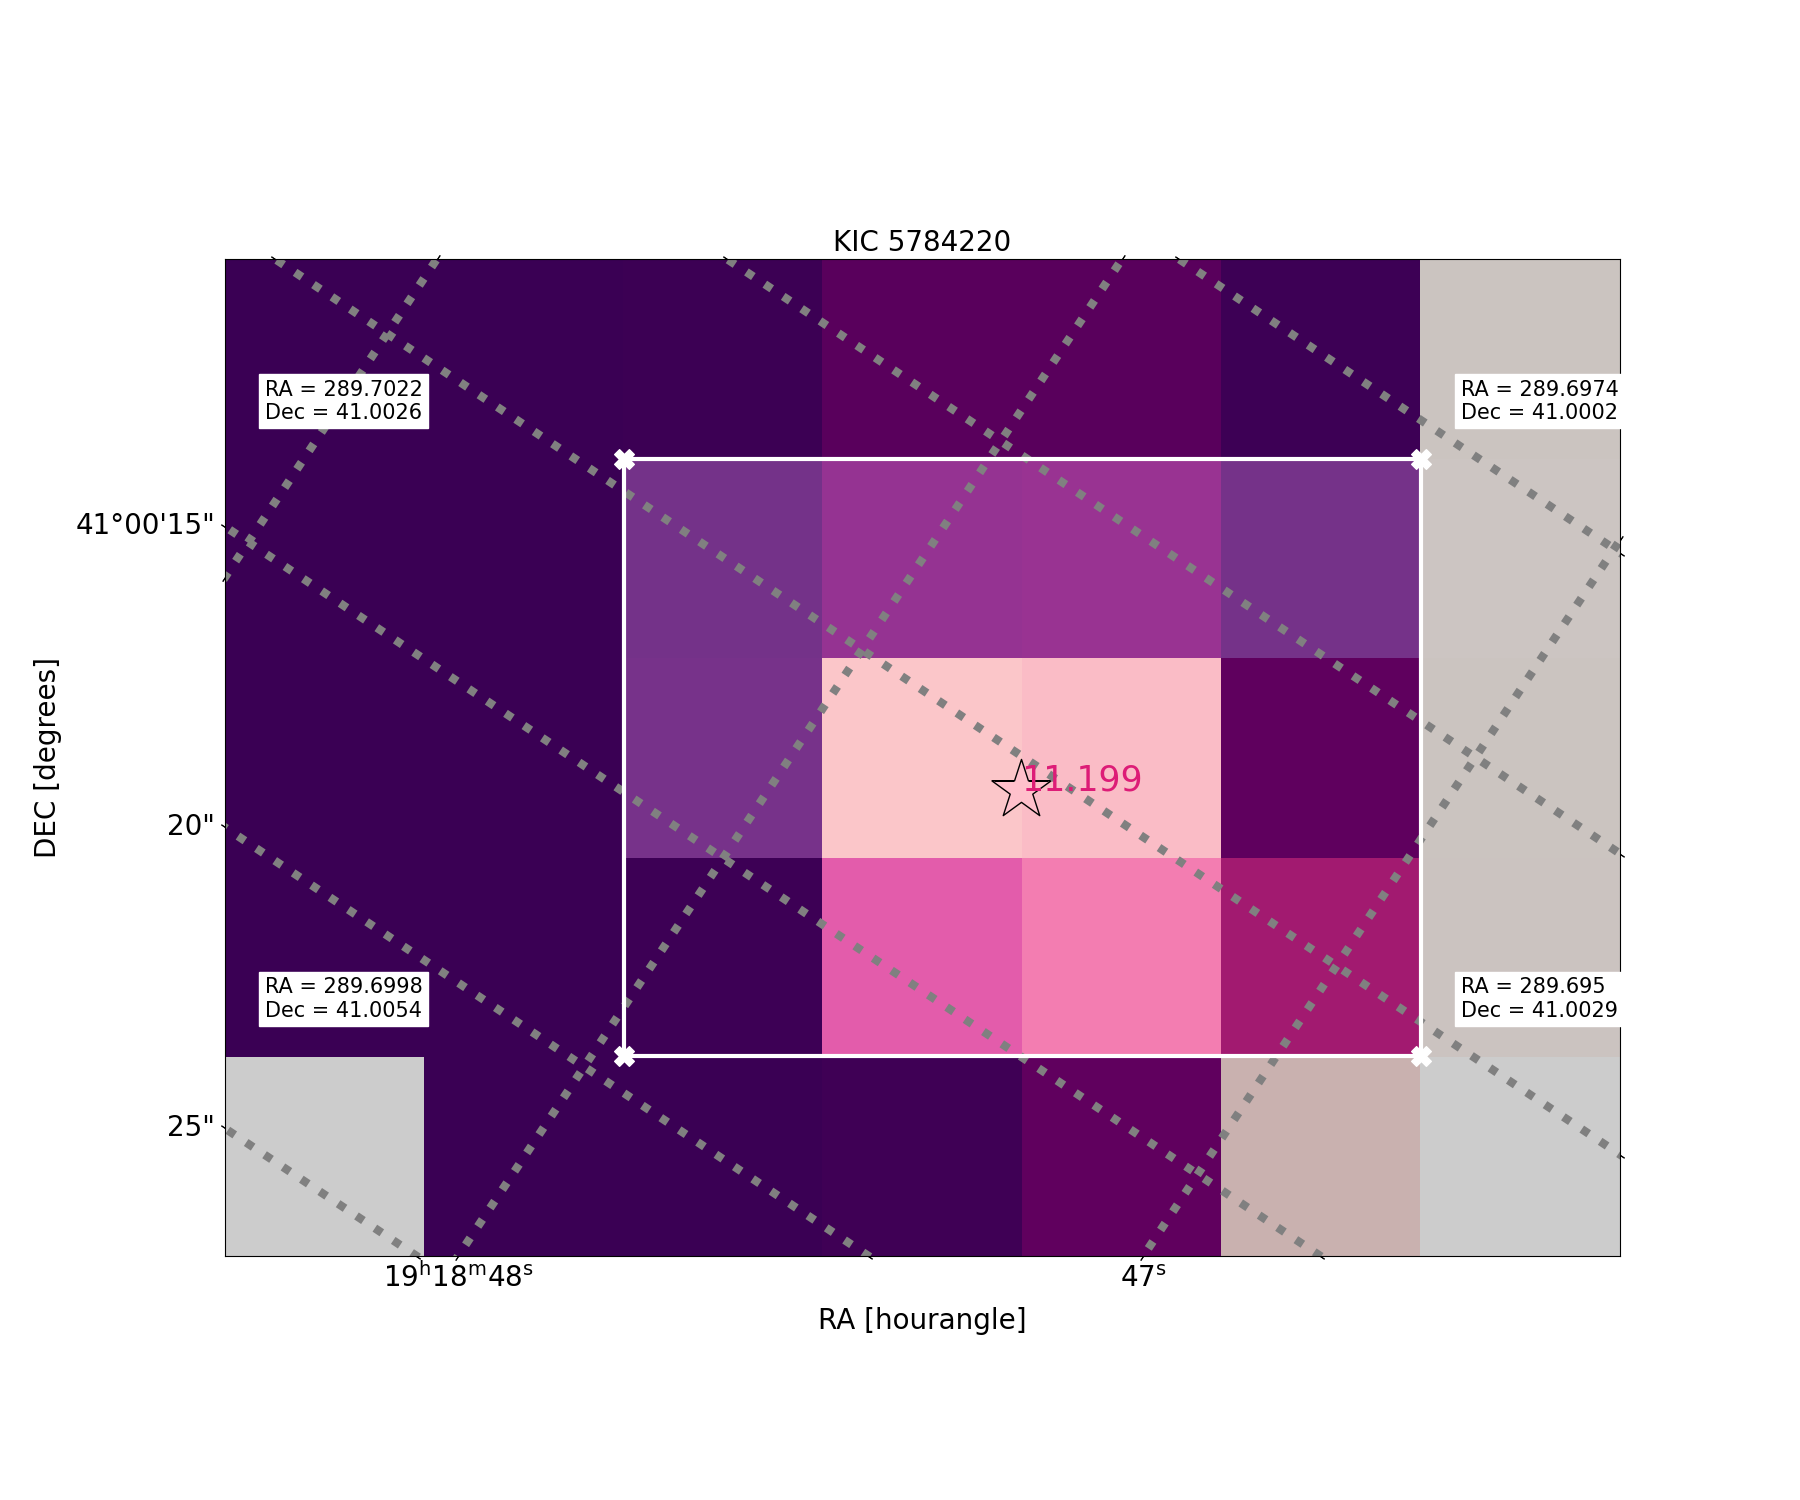 KIC 5784220
RA = 289.7022
Dec = 41.0026
RA = 289.6974
Dec = 41.0002
41°00'15"
11.199
20"
RA = 289.6998
Dec = 41.0054
RA = 289.695
Dec = 41.0029
25"
DEC [degrees]
19ʰ18ᵐ48ˢ
47ˢ
RA [hourangle]